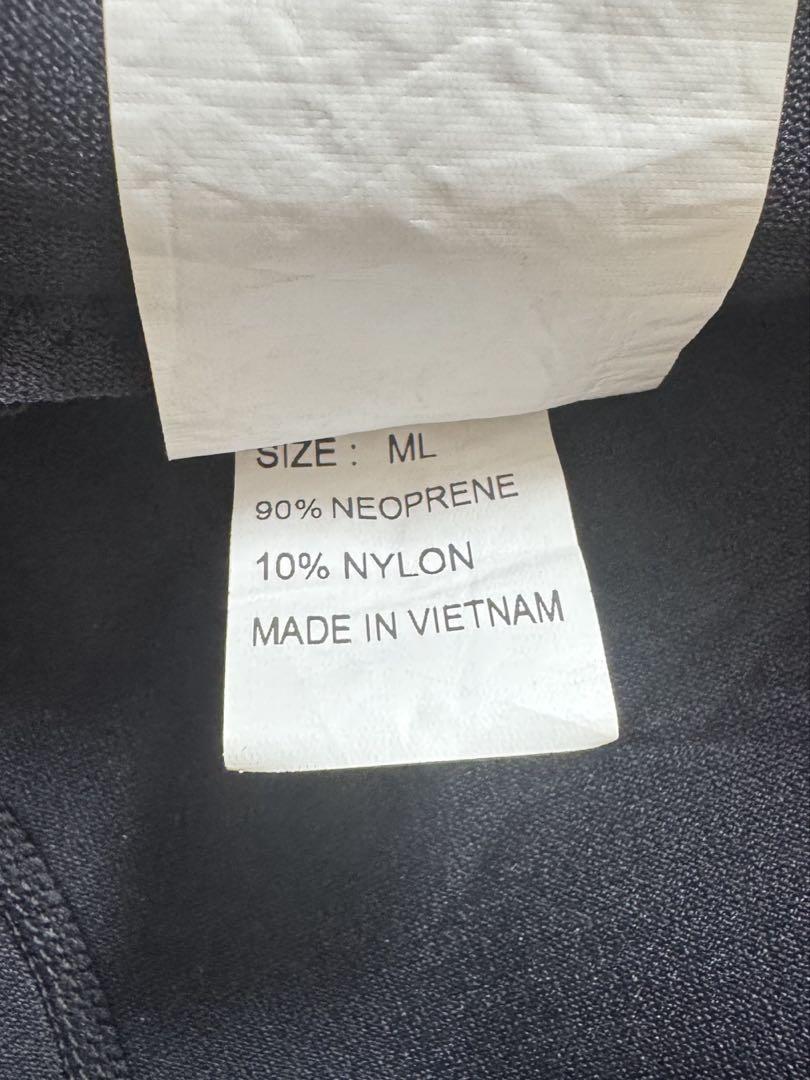 SIZE : ML
90% NEOPRENE
10% NYLON
MADE IN VIETNAM